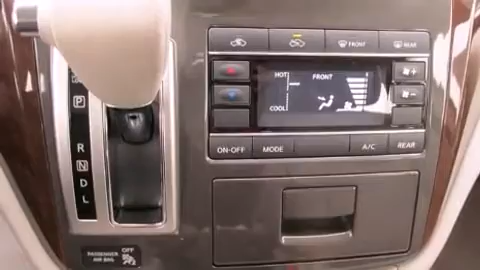 FRONT
REAR
HOT
FRONT
COOL
ON-OFF
MODE
A/C
REAR
P
R
N
D
L
PASSENGER
AIR BAG
OFF